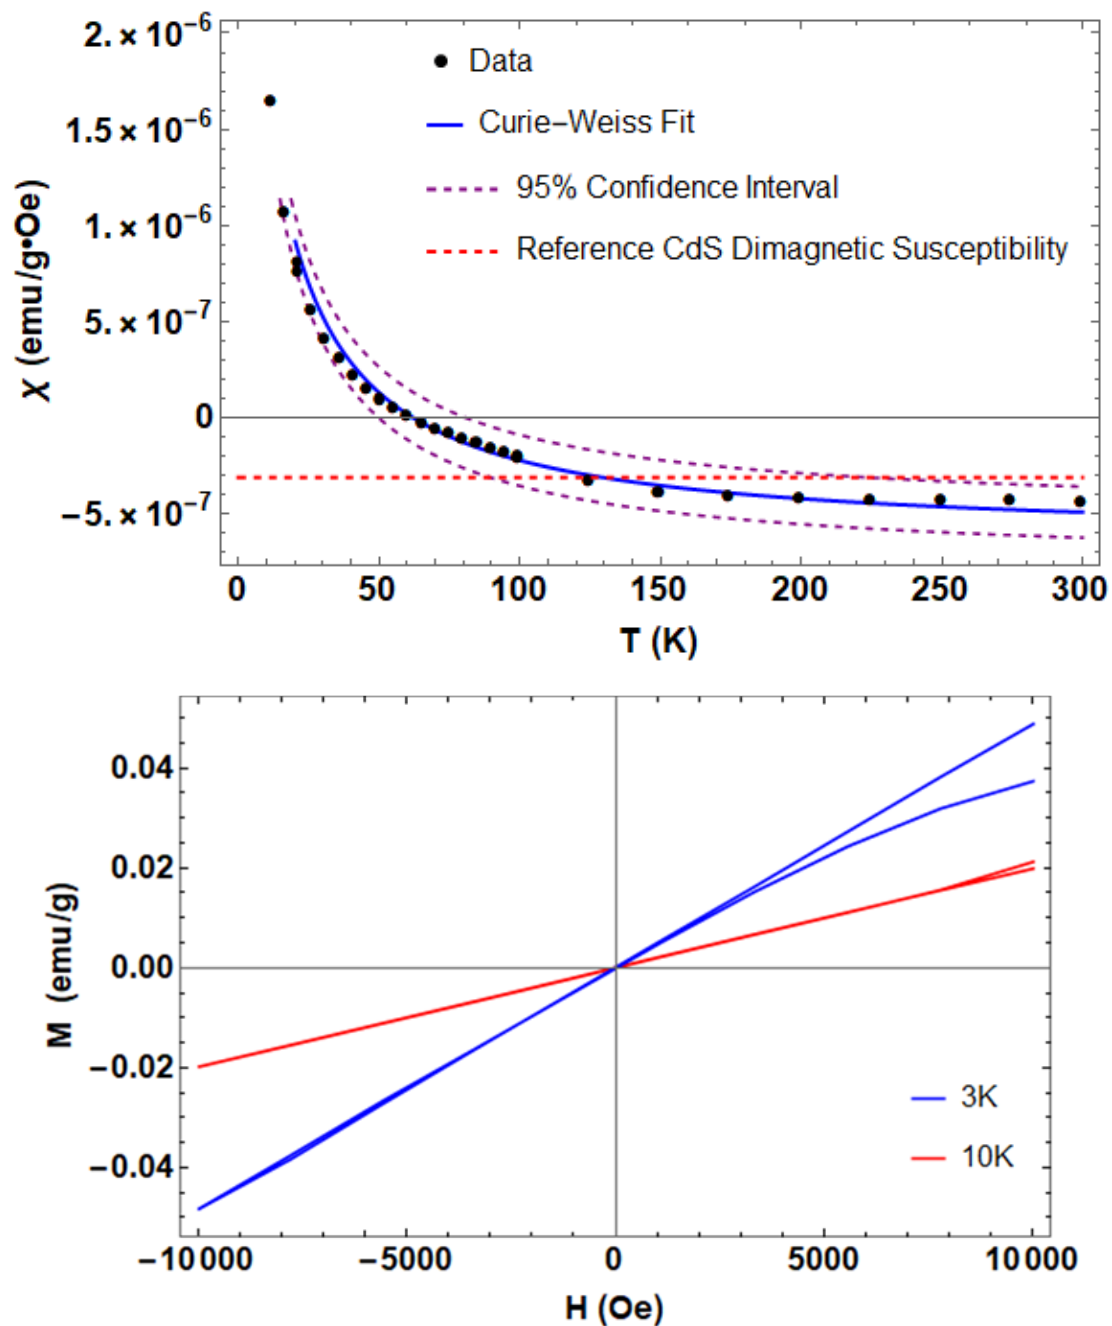 2.×10⁻⁶
Data
1.5×10⁻⁶
Curie–Weiss Fit
95% Confidence Interval
1.×10⁻⁶
Reference CdS Dimagnetic Susceptibility
5.×10⁻⁷
0
−5.×10⁻⁷
χ (emu/g•Oe)
0 50 100 150 200 250 300
T (K)
0.04
0.02
0.00
−0.02
−0.04
M (emu/g)
3K
10K
−10000 −5000 0 5000 10000
H (Oe)